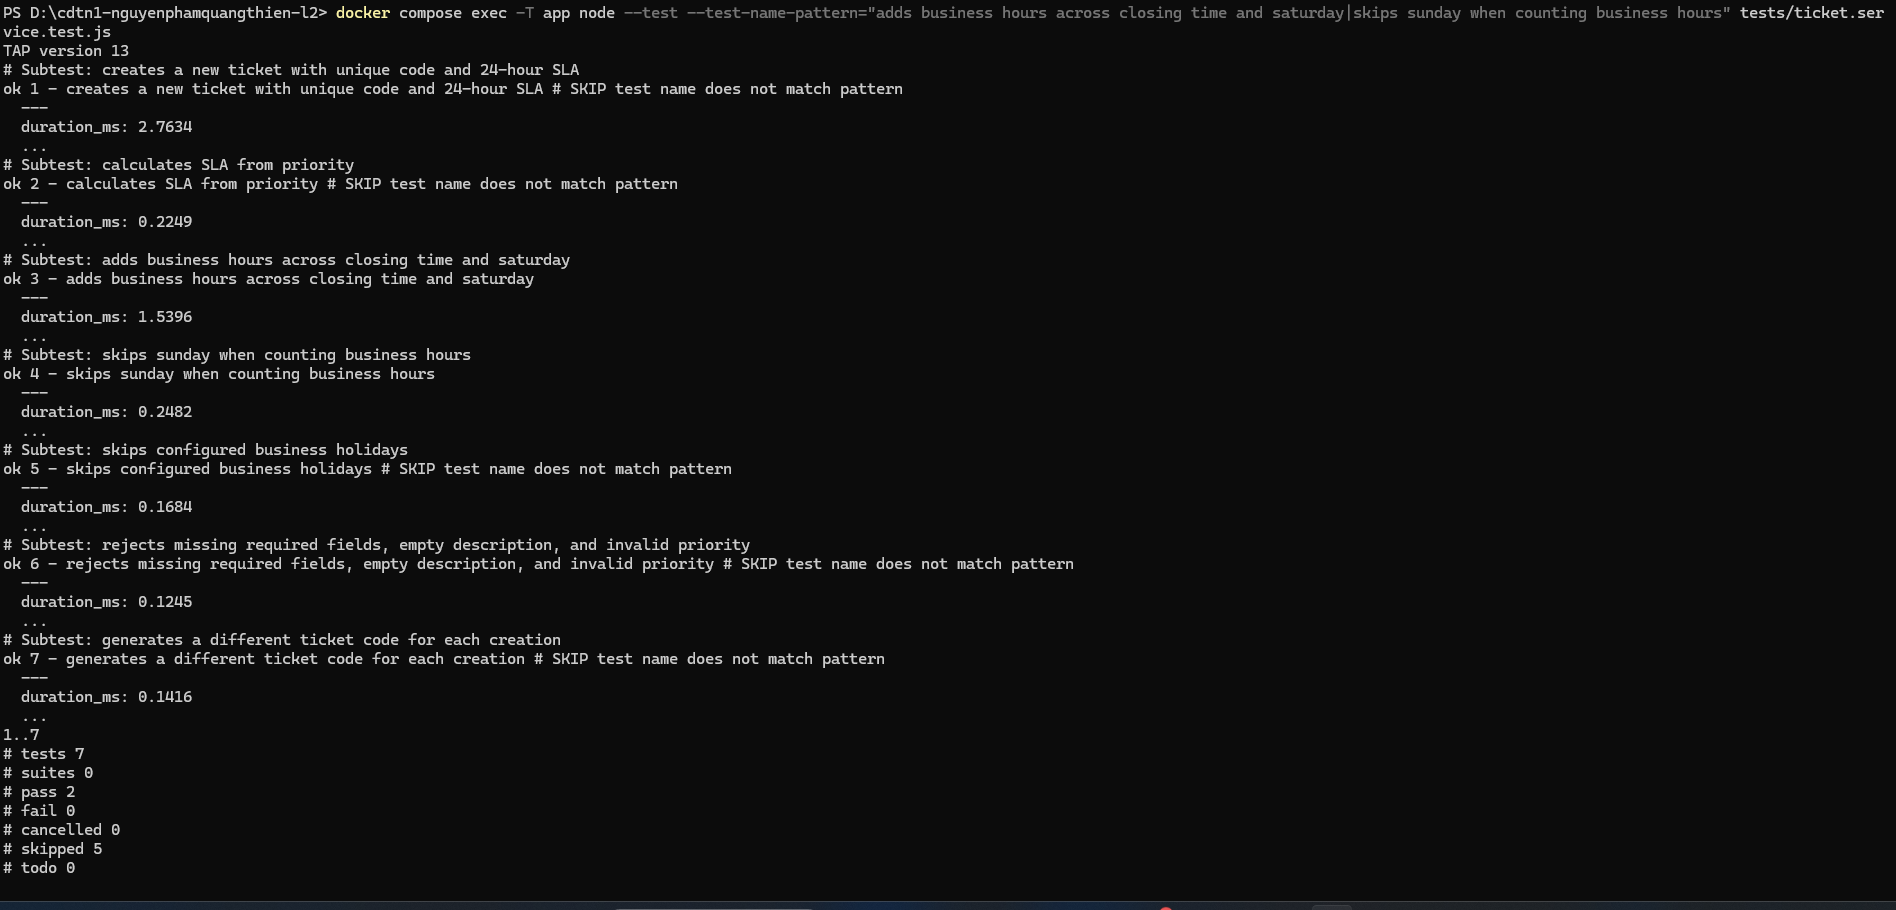 PS D:\cdtn1-nguyenphamquangthien-l2> docker compose exec -T app node --test --test-name-pattern="adds business hours across closing time and saturday|skips sunday when counting business hours" tests/ticket.ser
vice.test.js
TAP version 13
# Subtest: creates a new ticket with unique code and 24-hour SLA
ok 1 - creates a new ticket with unique code and 24-hour SLA # SKIP test name does not match pattern
  ---
  duration_ms: 2.7634
  ...
# Subtest: calculates SLA from priority
ok 2 - calculates SLA from priority # SKIP test name does not match pattern
  ---
  duration_ms: 0.2249
  ...
# Subtest: adds business hours across closing time and saturday
ok 3 - adds business hours across closing time and saturday
  ---
  duration_ms: 1.5396
  ...
# Subtest: skips sunday when counting business hours
ok 4 - skips sunday when counting business hours
  ---
  duration_ms: 0.2482
  ...
# Subtest: skips configured business holidays
ok 5 - skips configured business holidays # SKIP test name does not match pattern
  ---
  duration_ms: 0.1684
  ...
# Subtest: rejects missing required fields, empty description, and invalid priority
ok 6 - rejects missing required fields, empty description, and invalid priority # SKIP test name does not match pattern
  ---
  duration_ms: 0.1245
  ...
# Subtest: generates a different ticket code for each creation
ok 7 - generates a different ticket code for each creation # SKIP test name does not match pattern
  ---
  duration_ms: 0.1416
  ...
1..7
# tests 7
# suites 0
# pass 2
# fail 0
# cancelled 0
# skipped 5
# todo 0